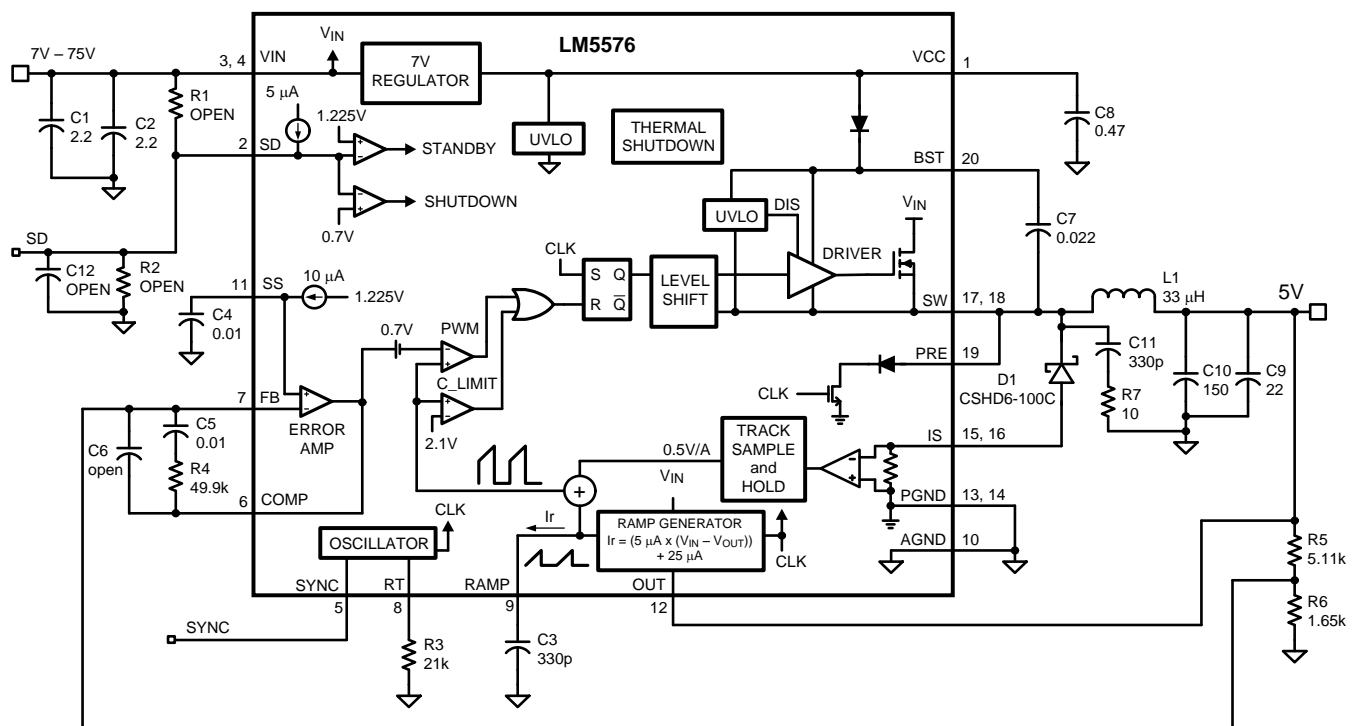 LM5576
7V – 75V
3, 4
VIN
VIN
7V
REGULATOR
VCC
1
R1
OPEN
C1
2.2
C2
2.2
5 µA
1.225V
2
SD
STANDBY
SHUTDOWN
0.7V
UVLO
THERMAL
SHUTDOWN
C8
0.47
BST
20
VIN
UVLO
DIS
DRIVER
C7
0.022
SD
C12
OPEN
R2
OPEN
11
SS
10 µA
1.225V
C4
0.01
CLK
S Q
R Q
LEVEL
SHIFT
SW
17, 18
L1
33 µH
5V
0.7V
PWM
C_LIMIT
2.1V
PRE
19
CLK
C11
330p
R7
10
D1
CSHD6-100C
C10
150
C9
22
7
FB
C5
0.01
C6
open
R4
49.9k
ERROR
AMP
6
COMP
0.5V/A
TRACK
SAMPLE
and
HOLD
IS
15, 16
VIN
PGND
13, 14
CLK
OSCILLATOR
Ir
RAMP GENERATOR
Ir = (5 µA x (VIN – VOUT))
+ 25 µA
CLK
AGND
10
R5
5.11k
SYNC
5
RT
8
RAMP
9
OUT
12
R6
1.65k
SYNC
R3
21k
C3
330p